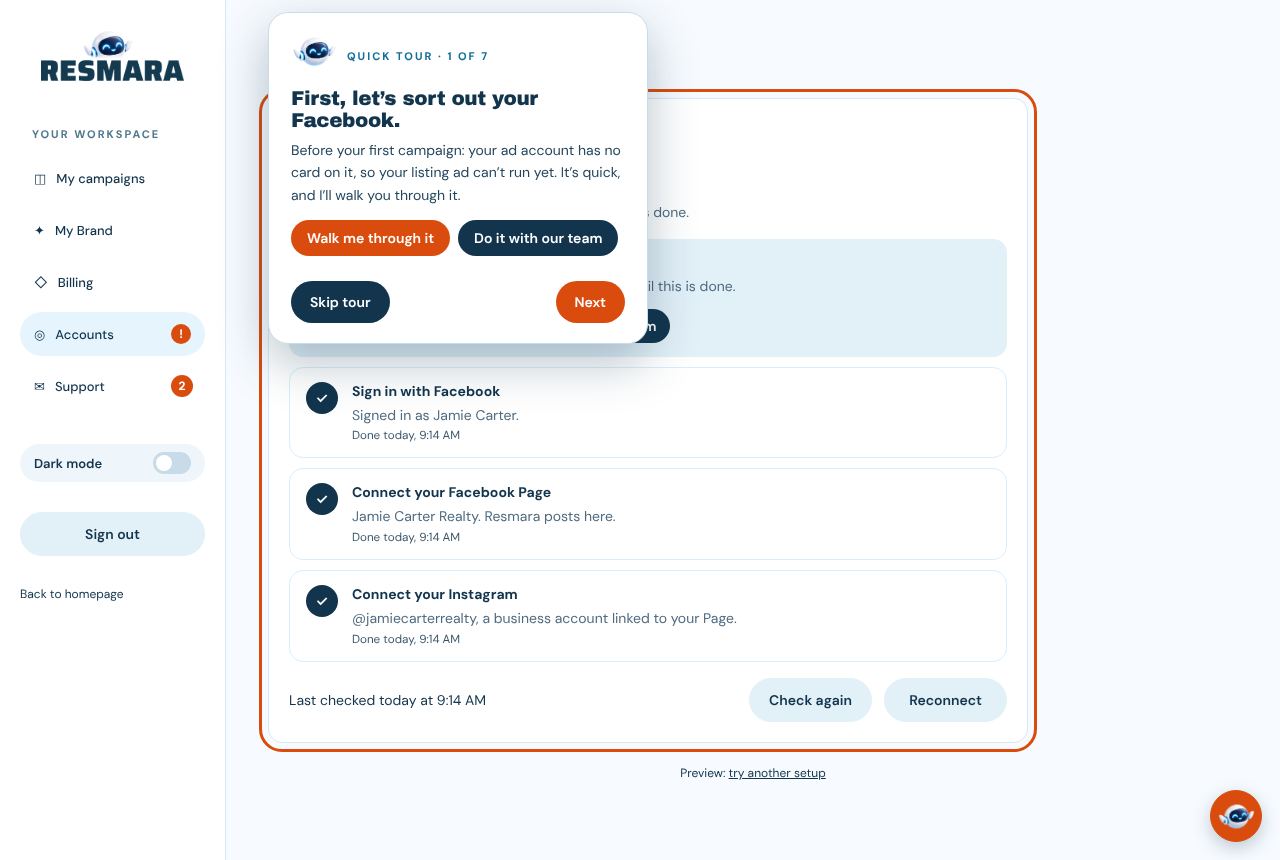 RESMARA
YOUR WORKSPACE
My campaigns
My Brand
Billing
Accounts
!
Support
2
Dark mode
Sign out
Back to homepage
QUICK TOUR · 1 OF 7
First, let’s sort out your
Facebook.
Before your first campaign: your ad account has no
card on it, so your listing ad can’t run yet. It’s quick,
and I’ll walk you through it.
Walk me through it
Do it with our team
Skip tour
Next
done.
this is done.
Sign in with Facebook
Signed in as Jamie Carter.
Done today, 9:14 AM
Connect your Facebook Page
Jamie Carter Realty. Resmara posts here.
Done today, 9:14 AM
Connect your Instagram
@jamiecarterrealty, a business account linked to your Page.
Done today, 9:14 AM
Last checked today at 9:14 AM
Check again
Reconnect
Preview: try another setup